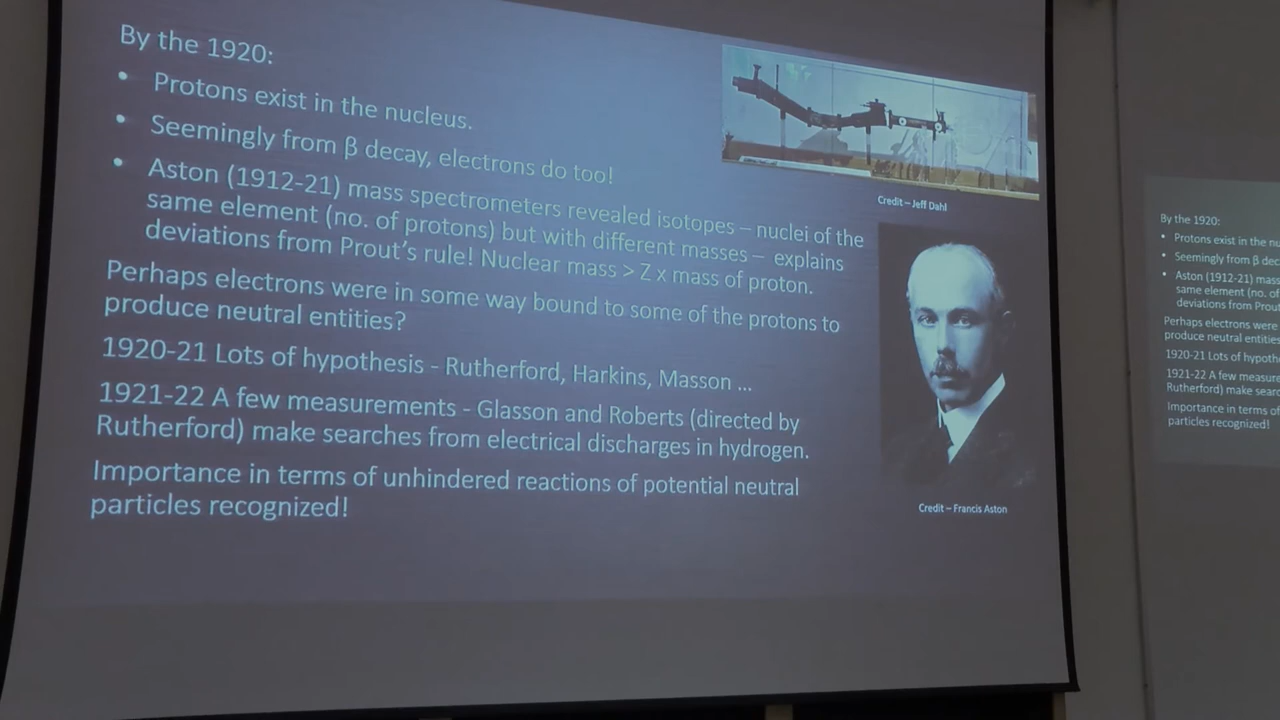 By the 1920:
• Protons exist in the nucleus.
• Seemingly from β decay, electrons do too!
• Aston (1912-21) mass spectrometers revealed isotopes – nuclei of the
same element (no. of protons) but with different masses – explains
deviations from Prout's rule! Nuclear mass > Z x mass of proton.
Perhaps electrons were in some way bound to some of the protons to
produce neutral entities?
1920-21 Lots of hypothesis - Rutherford, Harkins, Masson ...
1921-22 A few measurements - Glasson and Roberts (directed by
Rutherford) make searches from electrical discharges in hydrogen.
Importance in terms of unhindered reactions of potential neutral
particles recognized!
Credit – Jeff Dahl
Credit – Francis Aston
By the 1920:
• Protons exist in the nu
• Seemingly from β dec
• Aston (1912-21) mass
same element (no. of
deviations from Prout
Perhaps electrons were
produce neutral entities
1920-21 Lots of hypoth
1921-22 A few measure
Rutherford) make searc
Importance in terms of
particles recognized!